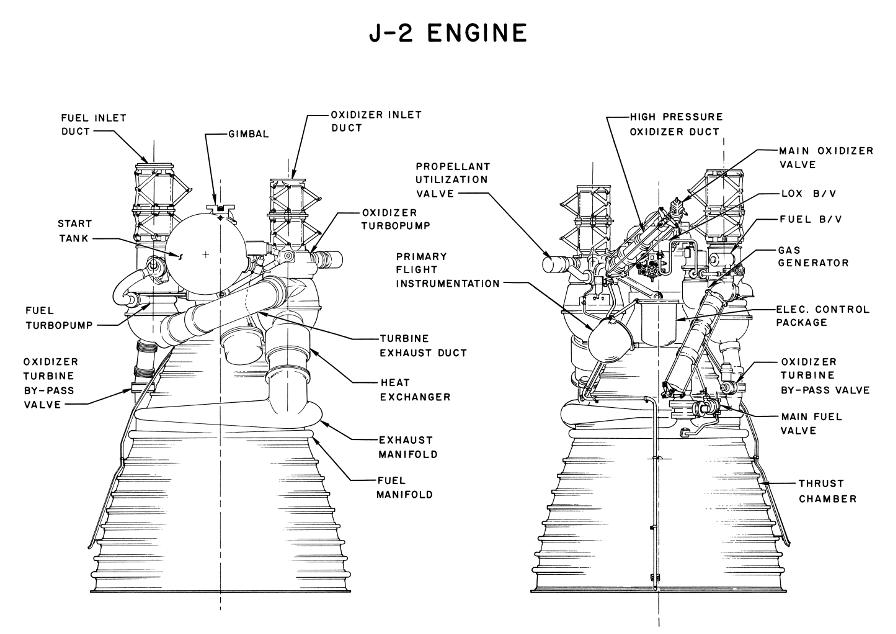 J-2 ENGINE
FUEL INLET
DUCT
GIMBAL
OXIDIZER INLET
DUCT
START
TANK
OXIDIZER
TURBOPUMP
FUEL
TURBOPUMP
OXIDIZER
TURBINE
BY-PASS
VALVE
TURBINE
EXHAUST DUCT
HEAT
EXCHANGER
EXHAUST
MANIFOLD
FUEL
MANIFOLD
PROPELLANT
UTILIZATION
VALVE
PRIMARY
FLIGHT
INSTRUMENTATION
HIGH PRESSURE
OXIDIZER DUCT
MAIN OXIDIZER
VALVE
LOX B/V
FUEL B/V
GAS
GENERATOR
ELEC. CONTROL
PACKAGE
OXIDIZER
TURBINE
BY-PASS VALVE
MAIN FUEL
VALVE
THRUST
CHAMBER